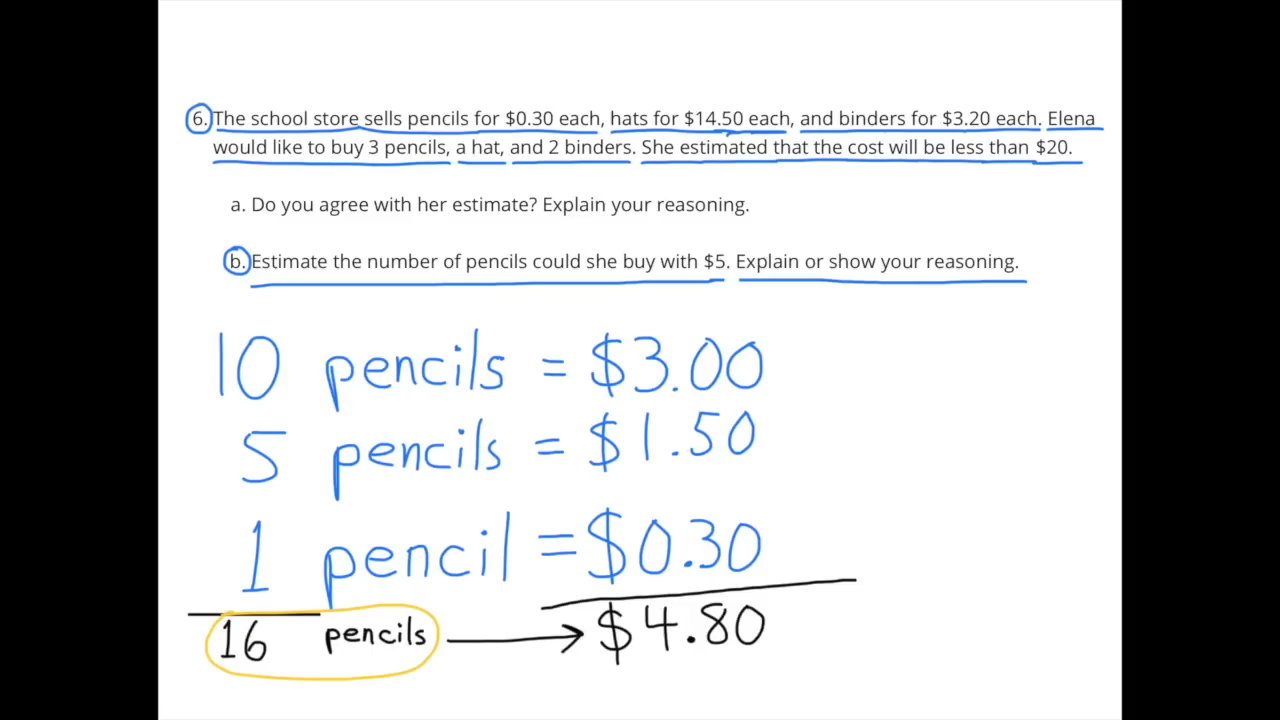 6. The school store sells pencils for $0.30 each, hats for $14.50 each, and binders for $3.20 each. Elena
would like to buy 3 pencils, a hat, and 2 binders. She estimated that the cost will be less than $20.
a. Do you agree with her estimate? Explain your reasoning.
b. Estimate the number of pencils could she buy with $5. Explain or show your reasoning.
10 pencils = $3.00
5 pencils = $1.50
1 pencil = $0.30
16 pencils → $4.80